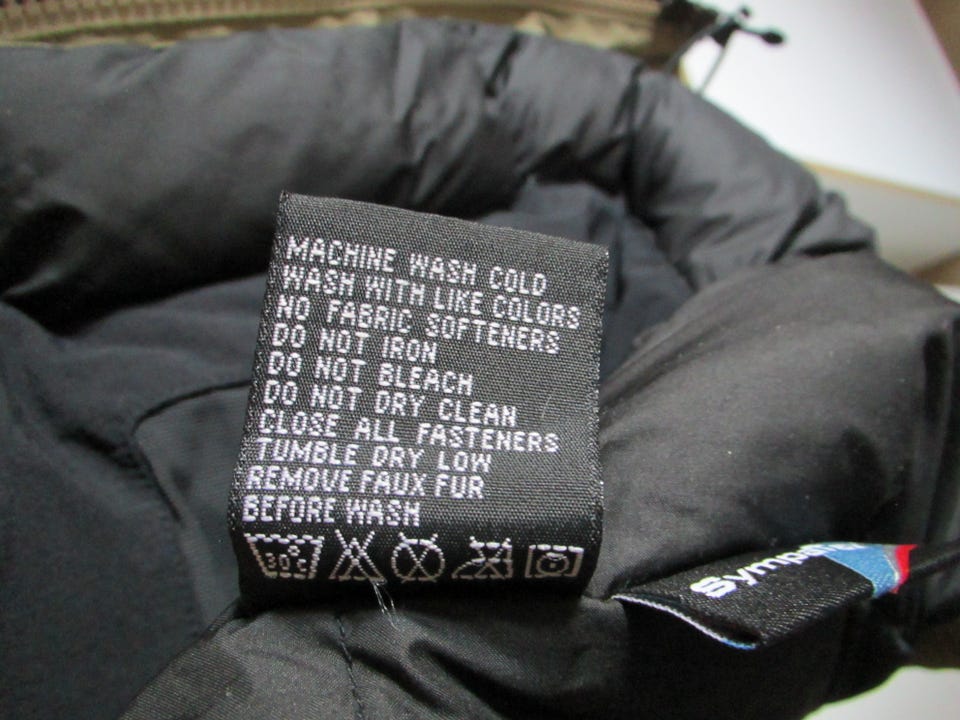 MACHINE WASH COLD
WASH WITH LIKE COLORS
NO FABRIC SOFTENERS
DO NOT IRON
DO NOT BLEACH
DO NOT DRY CLEAN
CLOSE ALL FASTENERS
TUMBLE DRY LOW
REMOVE FAUX FUR
BEFORE WASH
30°C